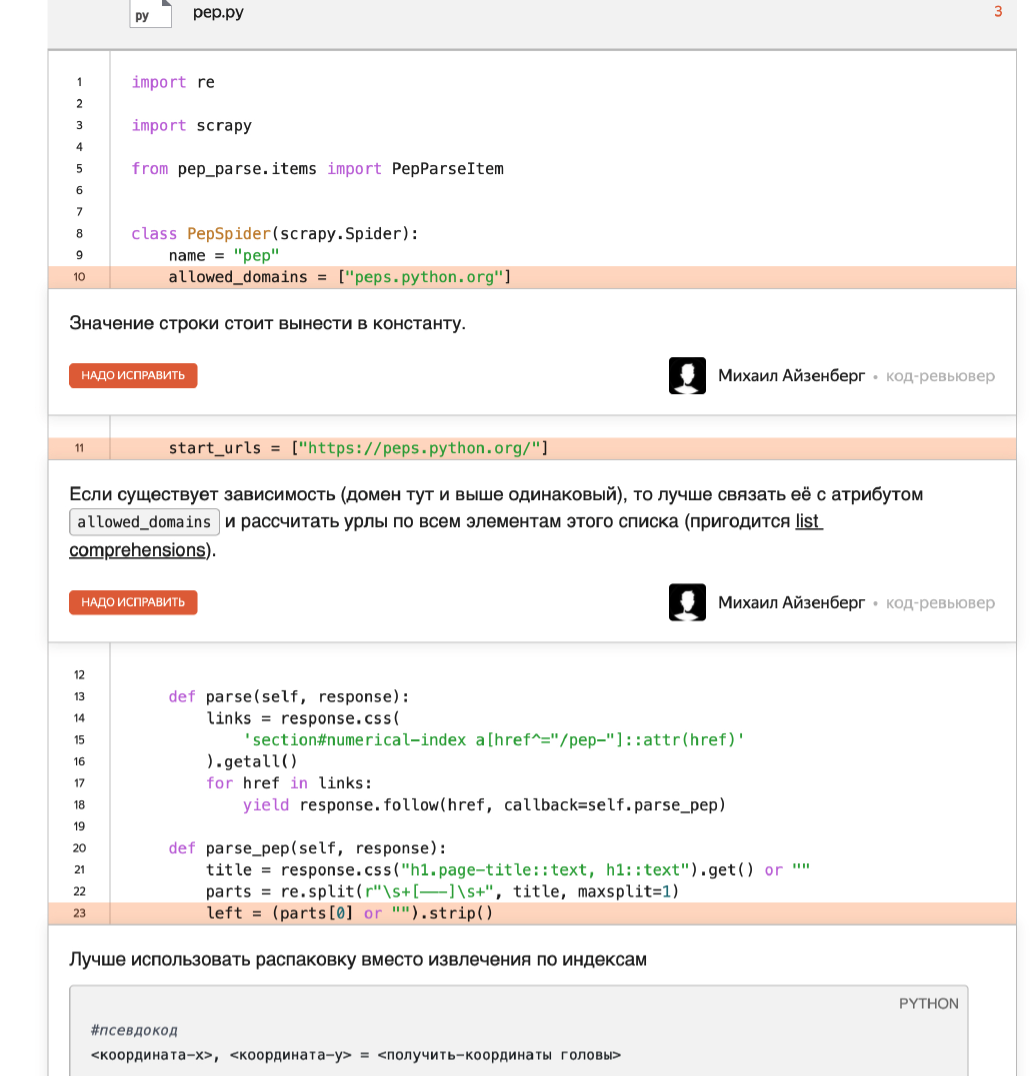 py pep.py 3
1 import re
2
3 import scrapy
4
5 from pep_parse.items import PepParseItem
6
7
8 class PepSpider(scrapy.Spider):
9     name = "pep"
10     allowed_domains = ["peps.python.org"]
Значение строки стоит вынести в константу.
НАДО ИСПРАВИТЬ Михаил Айзенберг • код-ревьювер
11     start_urls = ["https://peps.python.org/"]
Если существует зависимость (домен тут и выше одинаковый), то лучше связать её с атрибутом
allowed_domains и рассчитать урлы по всем элементам этого списка (пригодится list
comprehensions).
НАДО ИСПРАВИТЬ Михаил Айзенберг • код-ревьювер
12
13     def parse(self, response):
14         links = response.css(
15             'section#numerical-index a[href^="/pep-"]::attr(href)'
16         ).getall()
17         for href in links:
18             yield response.follow(href, callback=self.parse_pep)
19
20     def parse_pep(self, response):
21         title = response.css("h1.page-title::text, h1::text").get() or ""
22         parts = re.split(r"\s+[–—-]\s+", title, maxsplit=1)
23         left = (parts[0] or "").strip()
Лучше использовать распаковку вместо извлечения по индексам
PYTHON
#псевдокод
<координата-x>, <координата-y> = <получить-координаты головы>